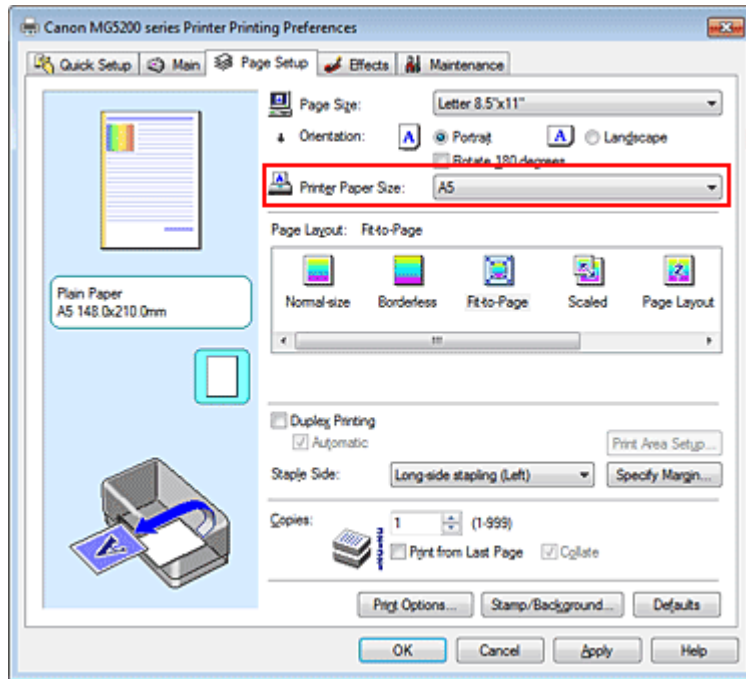 Canon MG5200 series Printer Printing Preferences
Quick Setup Main Page Setup Effects Maintenance
Page Size: Letter 8.5"x11"
Orientation: A Portrait A Landscape
Rotate 180 degrees
Printer Paper Size: A5
Page Layout: Fit-to-Page
Normal-size Borderless Fit-to-Page Scaled Page Layout
Plain Paper
A5 148.0x210.0mm
Duplex Printing
Automatic
Print Area Setup...
Staple Side: Long-side stapling (Left) Specify Margin...
Copies: 1 (1-999)
Print from Last Page Collate
Print Options... Stamp/Background... Defaults
OK Cancel Apply Help